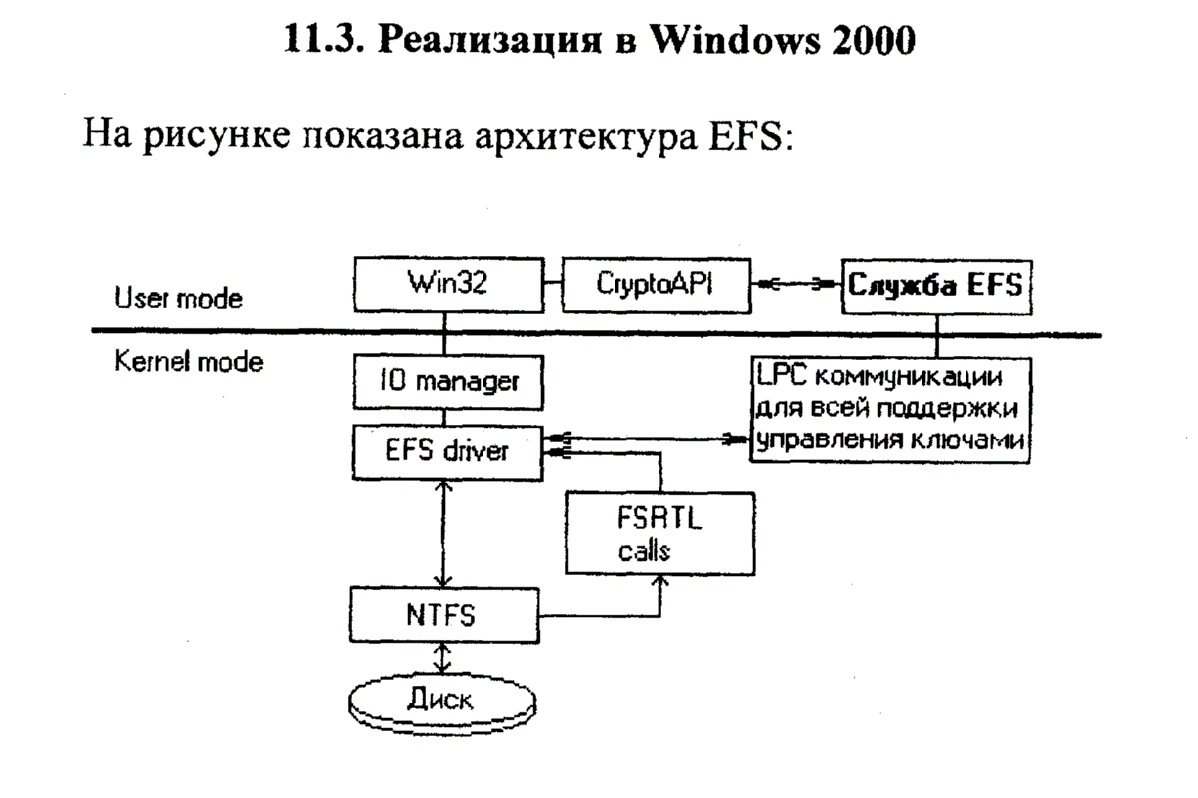 11.3. Реализация в Windows 2000
На рисунке показана архитектура EFS:
Win32
CryptoAPI
Служба EFS
User mode
Kernel mode
IO manager
LPC коммуникации
для всей поддержки
управления ключами
EFS driver
FSRTL
calls
NTFS
Диск